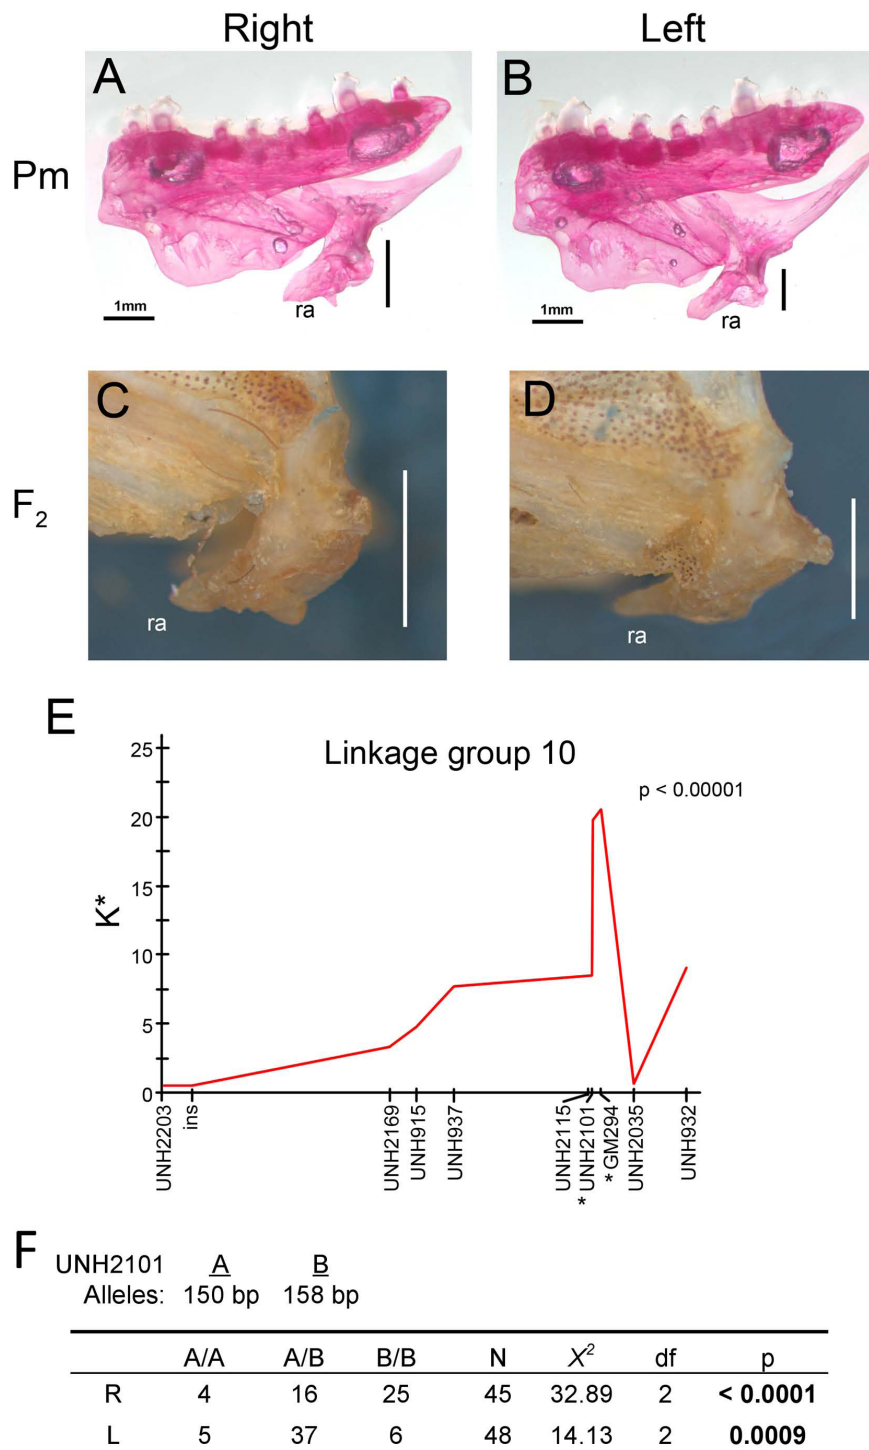 Right Left
A B
Pm
1mm 1mm
ra ra
C D
F2
ra ra
E
Linkage group 10
p < 0.00001
K*
25
20
15
10
5
0
UNH2203
ins
UNH2169
UNH915
UNH937
UNH2115
* UNH2101
* GM294
UNH2035
UNH932
F
UNH2101 A B
Alleles: 150 bp 158 bp
A/A A/B B/B N X² df p
R 4 16 25 45 32.89 2 < 0.0001
L 5 37 6 48 14.13 2 0.0009